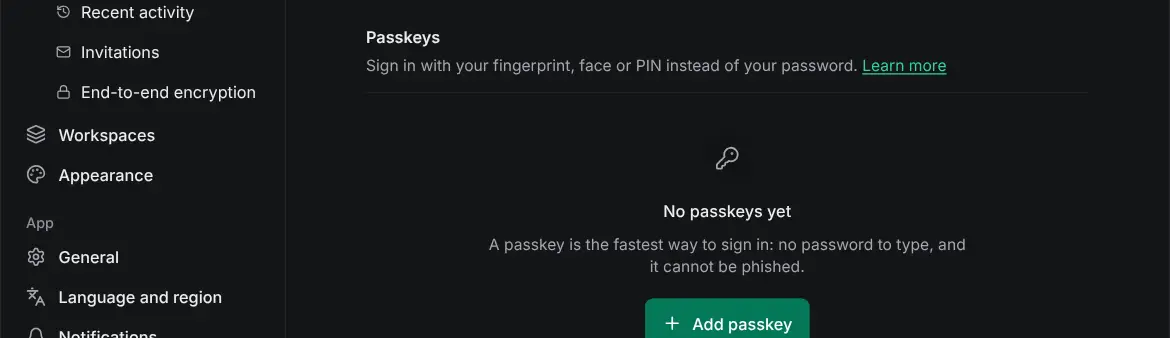 Recent activity
Invitations
End-to-end encryption
Workspaces
Appearance
App
General
Language and region
Notifications
Passkeys
Sign in with your fingerprint, face or PIN instead of your password. Learn more
No passkeys yet
A passkey is the fastest way to sign in: no password to type, and
it cannot be phished.
Add passkey